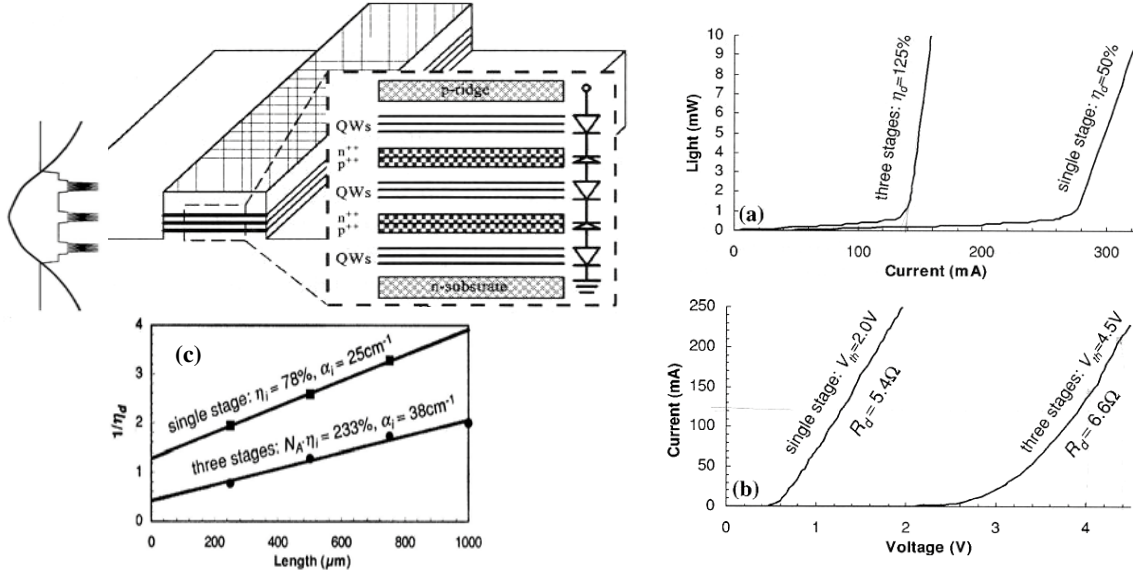 p-ridge
QWs
n++
p++
QWs
n++
p++
QWs
n-substrate
10
9
8
7
6
5
4
3
2
1
0
Light (mW)
three stages: ηd=125%
single stage: ηd=50%
(a)
0
100
200
300
Current (mA)
4
3
2
1
0
1/ηd
(c)
single stage: ηi = 78%, αi = 25cm-1
three stages: NA·ηi = 233%, αi = 38cm-1
0
200
400
600
800
1000
Length (µm)
250
200
150
100
50
0
Current (mA)
single stage: Vth=2.0V
Rd = 5.4Ω
three stages: Vth=4.5V
Rd = 6.6Ω
(b)
0
1
2
3
4
Voltage (V)